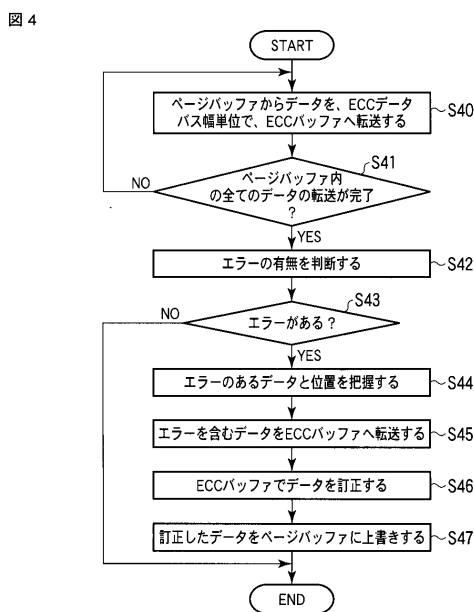 図 4
START
ページバッファからデータを、ECCデータ
バス幅単位で、ECCバッファへ転送する
S40
ページバッファ内
の全てのデータの転送が完了
?
S41
NO
YES
エラーの有無を判断する
S42
エラーがある？
S43
NO
YES
エラーのあるデータと位置を把握する
S44
エラーを含むデータをECCバッファへ転送する
S45
ECCバッファでデータを訂正する
S46
訂正したデータをページバッファに上書きする
S47
END